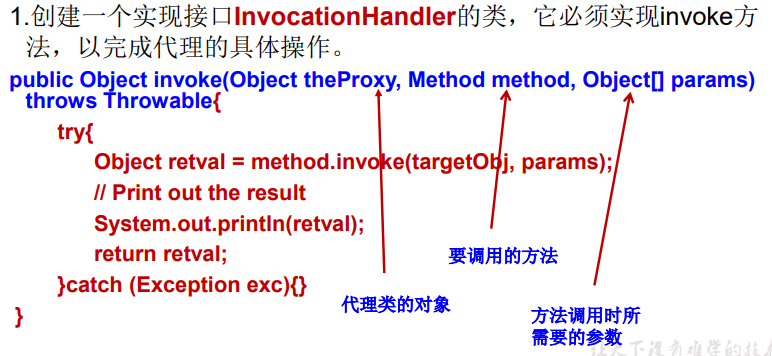 1.创建一个实现接口InvocationHandler的类，它必须实现invoke方
法，以完成代理的具体操作。
public Object invoke(Object theProxy, Method method, Object[] params)
throws Throwable{
try{
Object retval = method.invoke(targetObj, params);
// Print out the result
System.out.println(retval);
return retval;
}catch (Exception exc){}
}
要调用的方法
代理类的对象
方法调用时所
需要的参数
让天下没有难学的技术